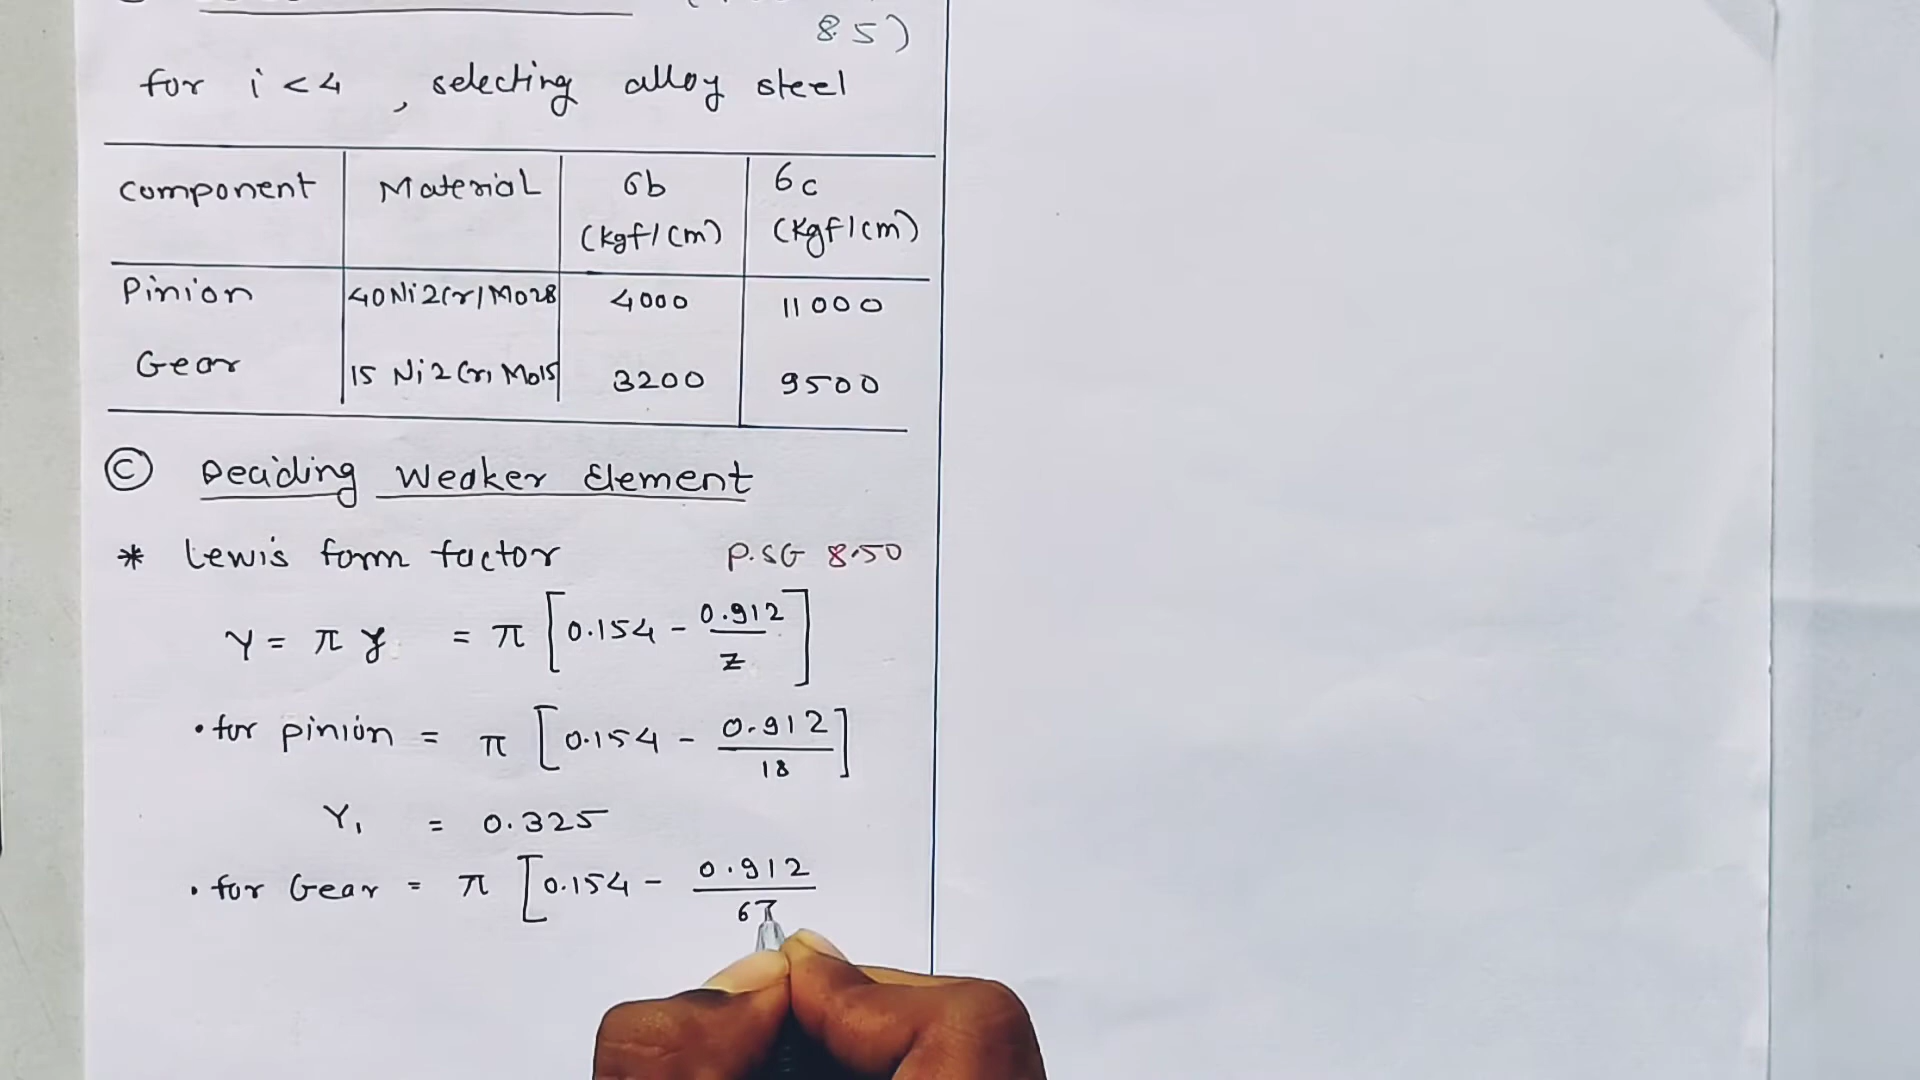 8.5)
for i < 4 , selecting alloy steel
Component Material σb (kgf/cm) σc (kgf/cm)
Pinion 40Ni2Cr1Mo28 4000 11000
Gear 15 Ni2Cr1Mo15 3200 9500
Ⓒ Deciding Weaker Element
* Lewis form factor P.SG 8.50
Y = π y = π [0.154 - 0.912/z]
• for pinion = π [0.154 - 0.912/18]
Y₁ = 0.325
• for Gear = π [0.154 - 0.912/67